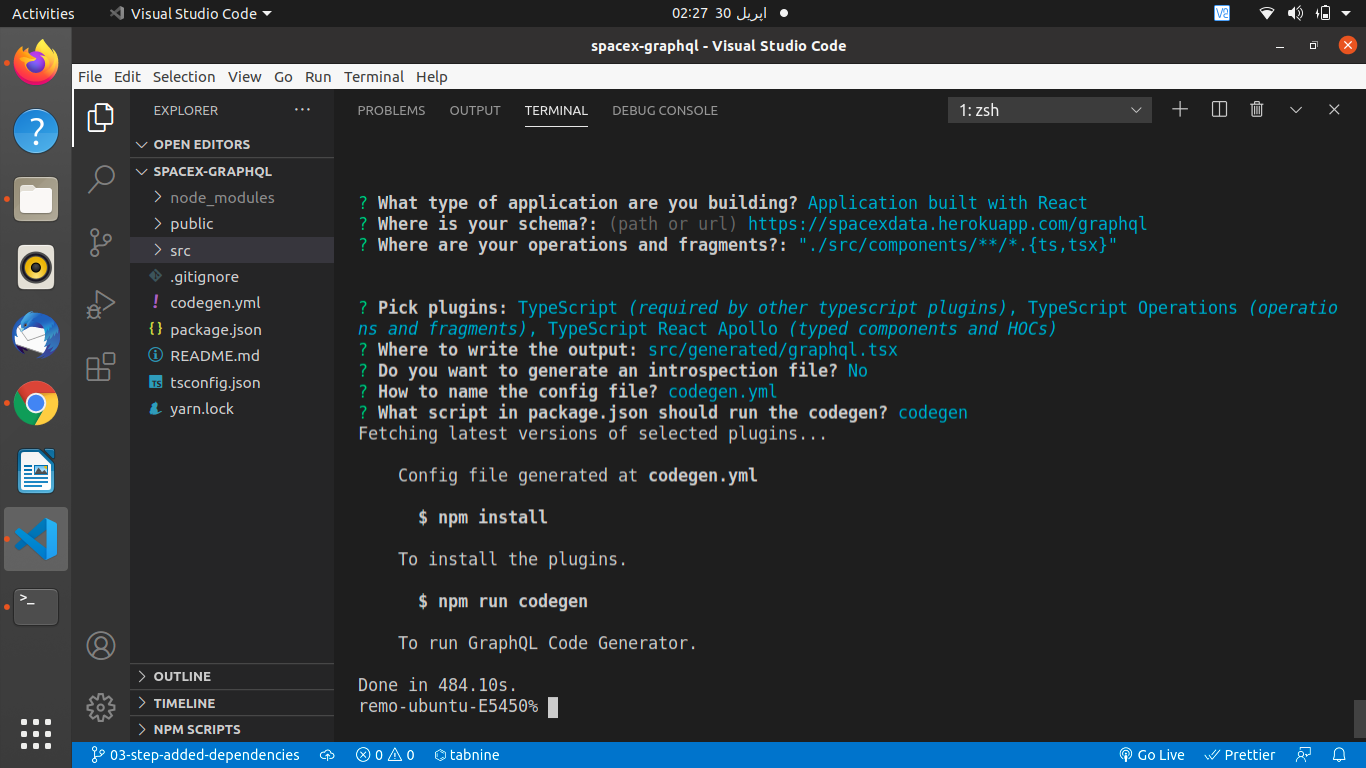 Activities
Visual Studio Code
02:27 30 اپریل
V2
spacex-graphql - Visual Studio Code
File Edit Selection View Go Run Terminal Help
EXPLORER
OPEN EDITORS
SPACEX-GRAPHQL
node_modules
public
src
.gitignore
codegen.yml
package.json
README.md
tsconfig.json
yarn.lock
OUTLINE
TIMELINE
NPM SCRIPTS
PROBLEMS OUTPUT TERMINAL DEBUG CONSOLE
1: zsh
? What type of application are you building? Application built with React
? Where is your schema?: (path or url) https://spacexdata.herokuapp.com/graphql
? Where are your operations and fragments?: "./src/components/**/*.{ts,tsx}"
? Pick plugins: TypeScript (required by other typescript plugins), TypeScript Operations (operatio
ns and fragments), TypeScript React Apollo (typed components and HOCs)
? Where to write the output: src/generated/graphql.tsx
? Do you want to generate an introspection file? No
? How to name the config file? codegen.yml
? What script in package.json should run the codegen? codegen
Fetching latest versions of selected plugins...
Config file generated at codegen.yml
$ npm install
To install the plugins.
$ npm run codegen
To run GraphQL Code Generator.
Done in 484.10s.
remo-ubuntu-E5450%
03-step-added-dependencies
0 0
tabnine
Go Live
Prettier